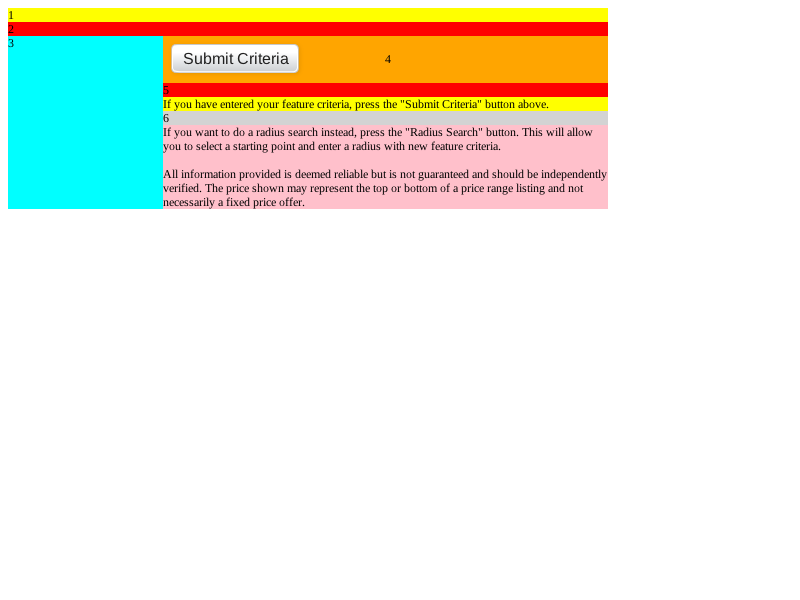 1
2
3
Submit Criteria 4
5
If you have entered your feature criteria, press the "Submit Criteria" button above.
6
If you want to do a radius search instead, press the "Radius Search" button. This will allow
you to select a starting point and enter a radius with new feature criteria.
All information provided is deemed reliable but is not guaranteed and should be independently
verified. The price shown may represent the top or bottom of a price range listing and not
necessarily a fixed price offer.